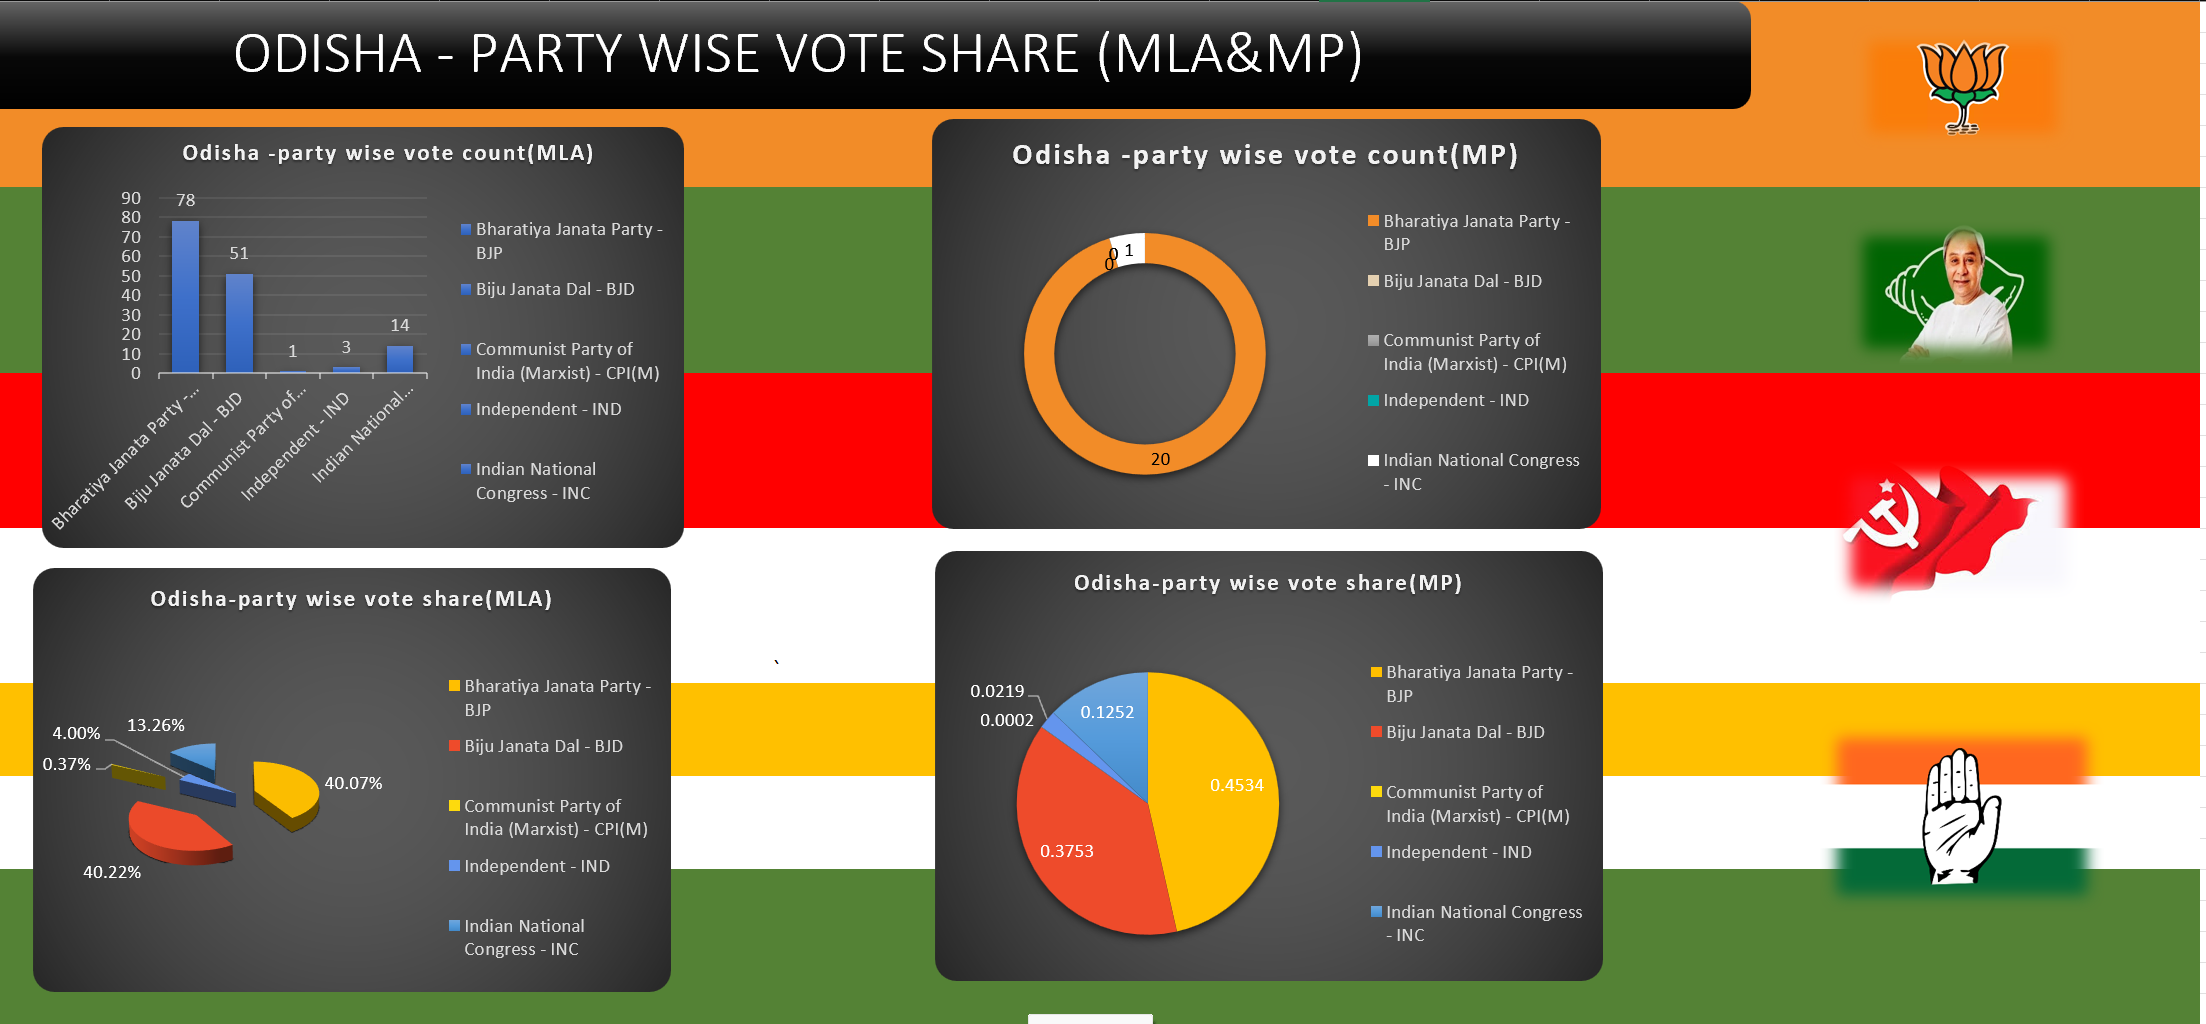 ODISHA - PARTY WISE VOTE SHARE (MLA&MP)
Odisha -party wise vote count(MLA)
90
80
70
60
50
40
30
20
10
0
78
51
1
3
14
Bharatiya Janata Party -...
Biju Janata Dal - BJD
Communist Party of...
Independent - IND
Indian National...
Bharatiya Janata Party -
BJP
Biju Janata Dal - BJD
Communist Party of
India (Marxist) - CPI(M)
Independent - IND
Indian National
Congress - INC
Odisha -party wise vote count(MP)
0
0
1
20
Bharatiya Janata Party -
BJP
Biju Janata Dal - BJD
Communist Party of
India (Marxist) - CPI(M)
Independent - IND
Indian National Congress
- INC
Odisha-party wise vote share(MLA)
13.26%
4.00%
0.37%
40.07%
40.22%
Bharatiya Janata Party -
BJP
Biju Janata Dal - BJD
Communist Party of
India (Marxist) - CPI(M)
Independent - IND
Indian National
Congress - INC
`
Odisha-party wise vote share(MP)
0.0219
0.0002
0.1252
0.4534
0.3753
Bharatiya Janata Party -
BJP
Biju Janata Dal - BJD
Communist Party of
India (Marxist) - CPI(M)
Independent - IND
Indian National Congress
- INC